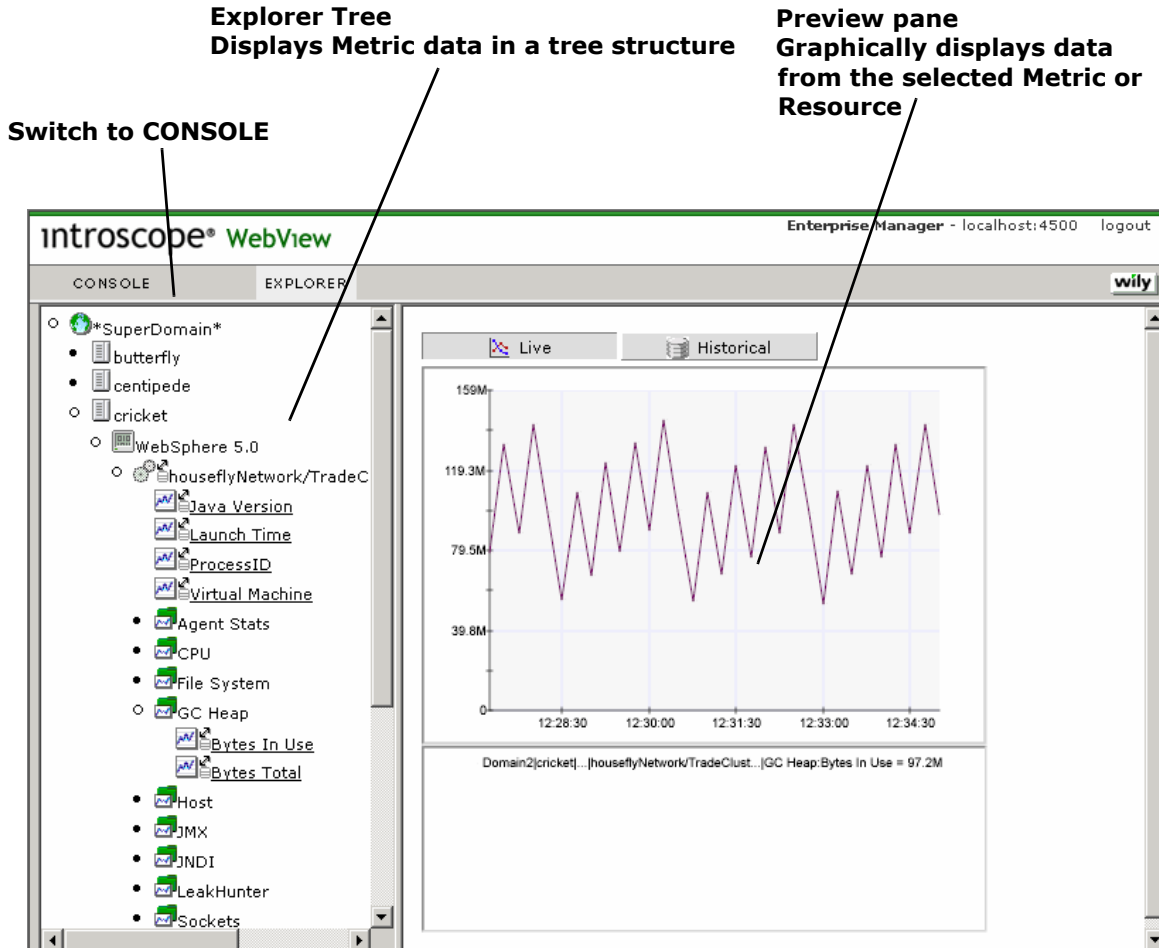 Explorer Tree
Displays Metric data in a tree structure
Preview pane
Graphically displays data
from the selected Metric or
Resource
Switch to CONSOLE
Introscope® WebView
Enterprise Manager - localhost:4500 logout
CONSOLE EXPLORER
wily
*SuperDomain*
butterfly
centipede
cricket
WebSphere 5.0
houseflyNetwork/TradeC
Java Version
Launch Time
ProcessID
Virtual Machine
Agent Stats
CPU
File System
GC Heap
Bytes In Use
Bytes Total
Host
JMX
JNDI
LeakHunter
Sockets
Live Historical
159M
119.3M
79.5M
39.8M
0
12:28:30 12:30:00 12:31:30 12:33:00 12:34:30
Domain2|cricket|...|houseflyNetwork/TradeClust...|GC Heap:Bytes In Use = 97.2M